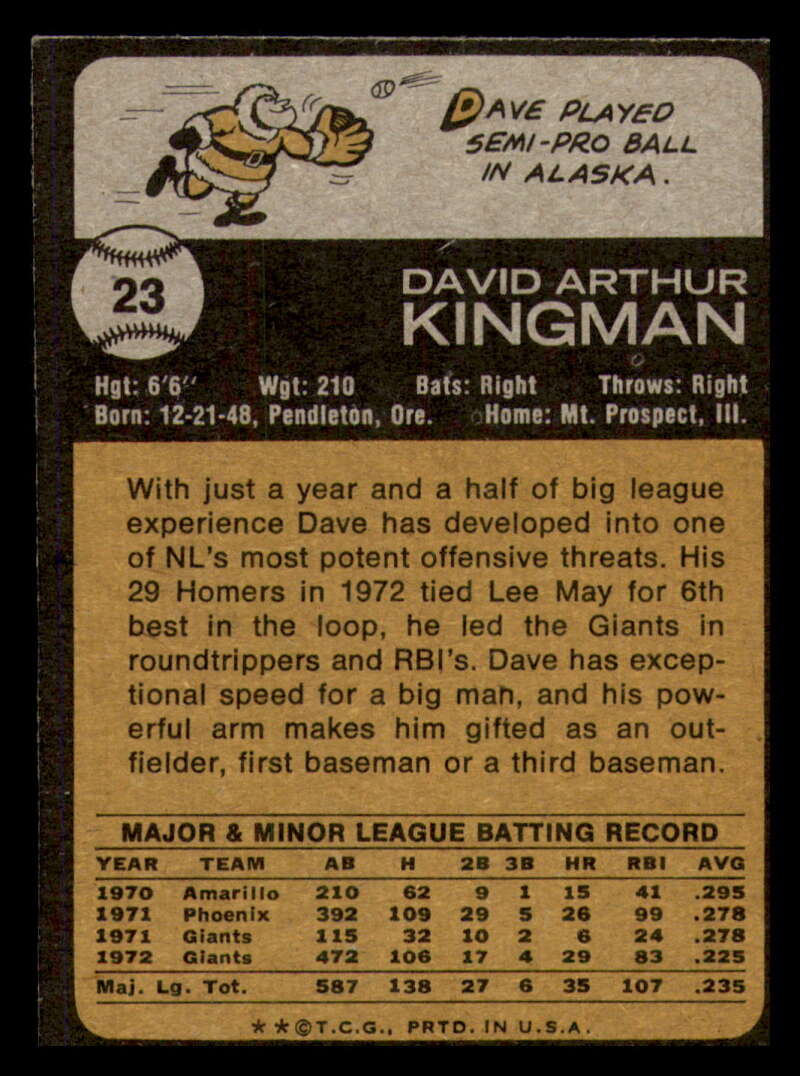 DAVE PLAYED
SEMI-PRO BALL
IN ALASKA.
23
DAVID ARTHUR
KINGMAN
Hgt: 6'6" Wgt: 210 Bats: Right Throws: Right
Born: 12-21-48, Pendleton, Ore. Home: Mt. Prospect, Ill.
With just a year and a half of big league
experience Dave has developed into one
of NL's most potent offensive threats. His
29 Homers in 1972 tied Lee May for 6th
best in the loop, he led the Giants in
roundtrippers and RBI's. Dave has excep-
tional speed for a big man, and his pow-
erful arm makes him gifted as an out-
fielder, first baseman or a third baseman.
MAJOR & MINOR LEAGUE BATTING RECORD
YEAR TEAM AB H 2B 3B HR RBI AVG
1970 Amarillo 210 62 9 1 15 41 .295
1971 Phoenix 392 109 29 5 26 99 .278
1971 Giants 115 32 10 2 6 24 .278
1972 Giants 472 106 17 4 29 83 .225
Maj. Lg. Tot. 587 138 27 6 35 107 .235
* * © T.C.G., PRTD. IN U.S.A.